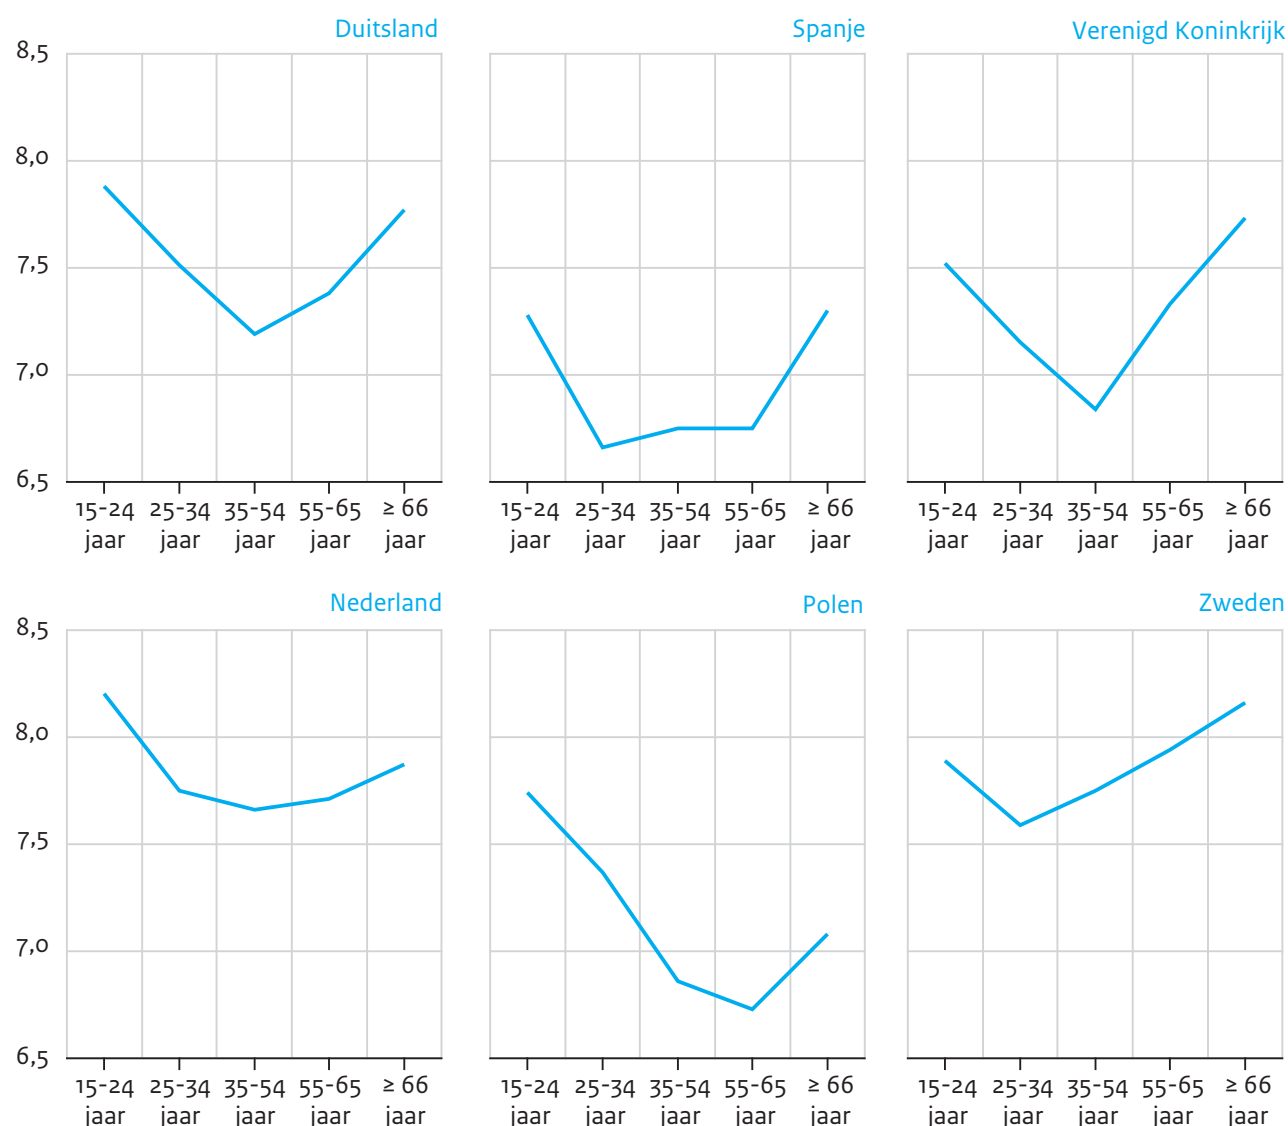 Duitsland
Spanje
Verenigd Koninkrijk
8,5
8,0
7,5
7,0
6,5
15-24 25-34 35-54 55-65 ≥ 66
jaar jaar jaar jaar jaar
15-24 25-34 35-54 55-65 ≥ 66
jaar jaar jaar jaar jaar
15-24 25-34 35-54 55-65 ≥ 66
jaar jaar jaar jaar jaar
Nederland
Polen
Zweden
8,5
8,0
7,5
7,0
6,5
15-24 25-34 35-54 55-65 ≥ 66
jaar jaar jaar jaar jaar
15-24 25-34 35-54 55-65 ≥ 66
jaar jaar jaar jaar jaar
15-24 25-34 35-54 55-65 ≥ 66
jaar jaar jaar jaar jaar